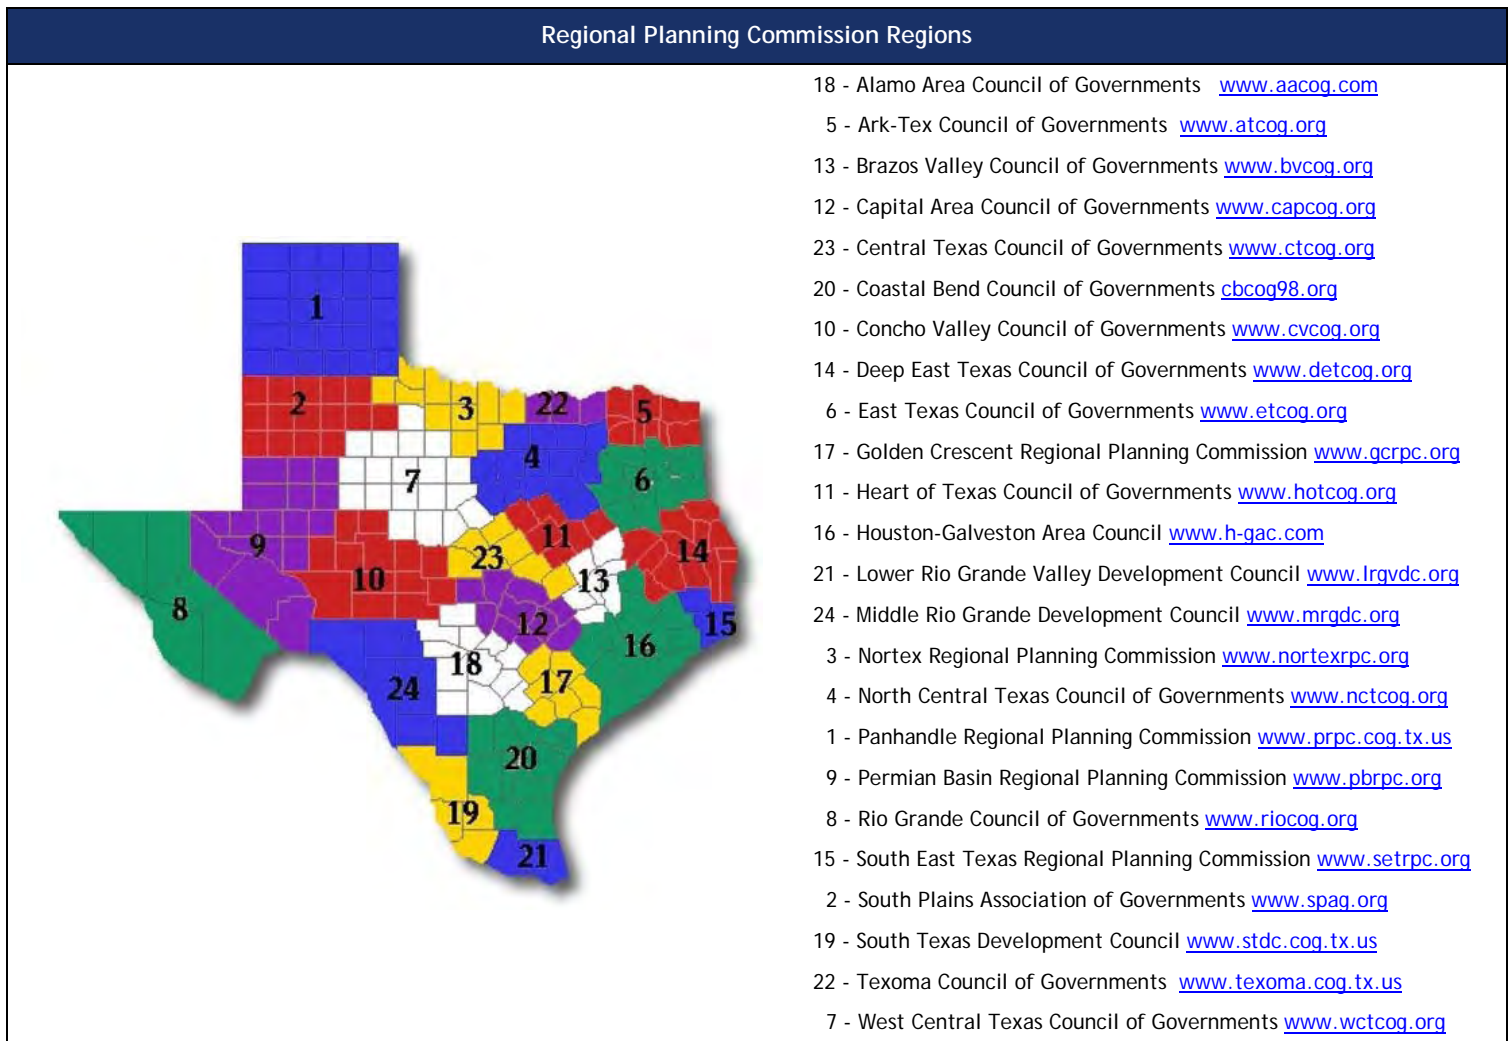 Regional Planning Commission Regions
18 - Alamo Area Council of Governments www.aacog.com
5 - Ark-Tex Council of Governments www.atcog.org
13 - Brazos Valley Council of Governments www.bvcog.org
12 - Capital Area Council of Governments www.capcog.org
23 - Central Texas Council of Governments www.ctcog.org
20 - Coastal Bend Council of Governments cbcog98.org
10 - Concho Valley Council of Governments www.cvcog.org
14 - Deep East Texas Council of Governments www.detcog.org
6 - East Texas Council of Governments www.etcog.org
17 - Golden Crescent Regional Planning Commission www.gcrpc.org
11 - Heart of Texas Council of Governments www.hotcog.org
16 - Houston-Galveston Area Council www.h-gac.com
21 - Lower Rio Grande Valley Development Council www.lrgvdc.org
24 - Middle Rio Grande Development Council www.mrgdc.org
3 - Nortex Regional Planning Commission www.nortexrpc.org
4 - North Central Texas Council of Governments www.nctcog.org
1 - Panhandle Regional Planning Commission www.prpc.cog.tx.us
9 - Permian Basin Regional Planning Commission www.pbrpc.org
8 - Rio Grande Council of Governments www.riocog.org
15 - South East Texas Regional Planning Commission www.setrpc.org
2 - South Plains Association of Governments www.spag.org
19 - South Texas Development Council www.stdc.cog.tx.us
22 - Texoma Council of Governments www.texoma.cog.tx.us
7 - West Central Texas Council of Governments www.wctcog.org
1
2
3
22
5
4
7
6
9
23
11
14
10
13
8
12
15
16
18
17
24
20
19
21